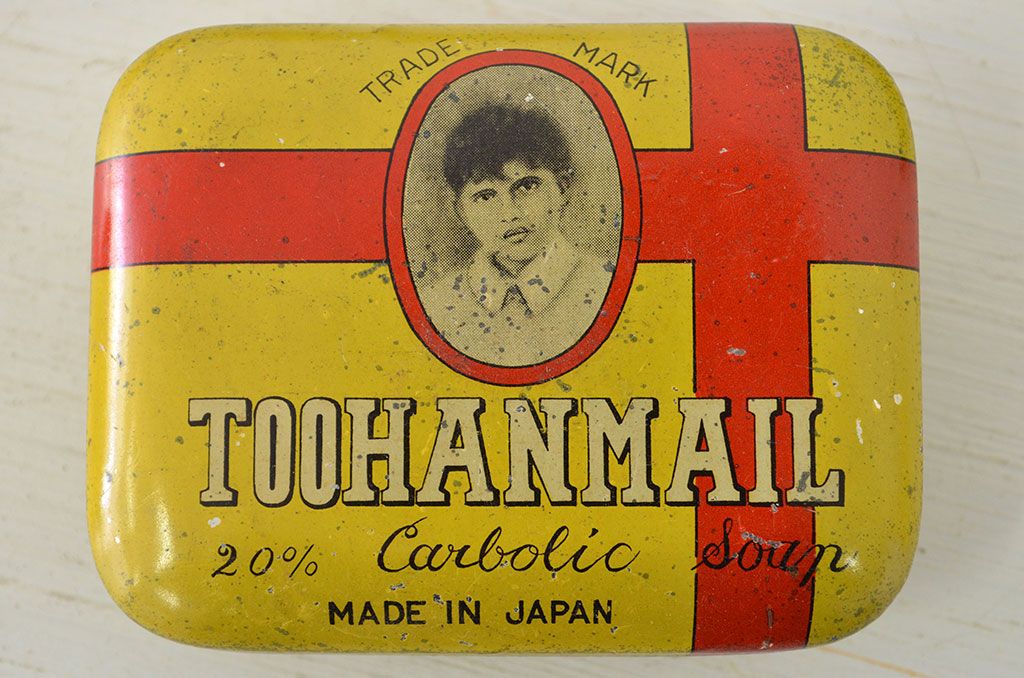 TRADE MARK
TOOHANMAIL
20% Carbolic Soap
MADE IN JAPAN